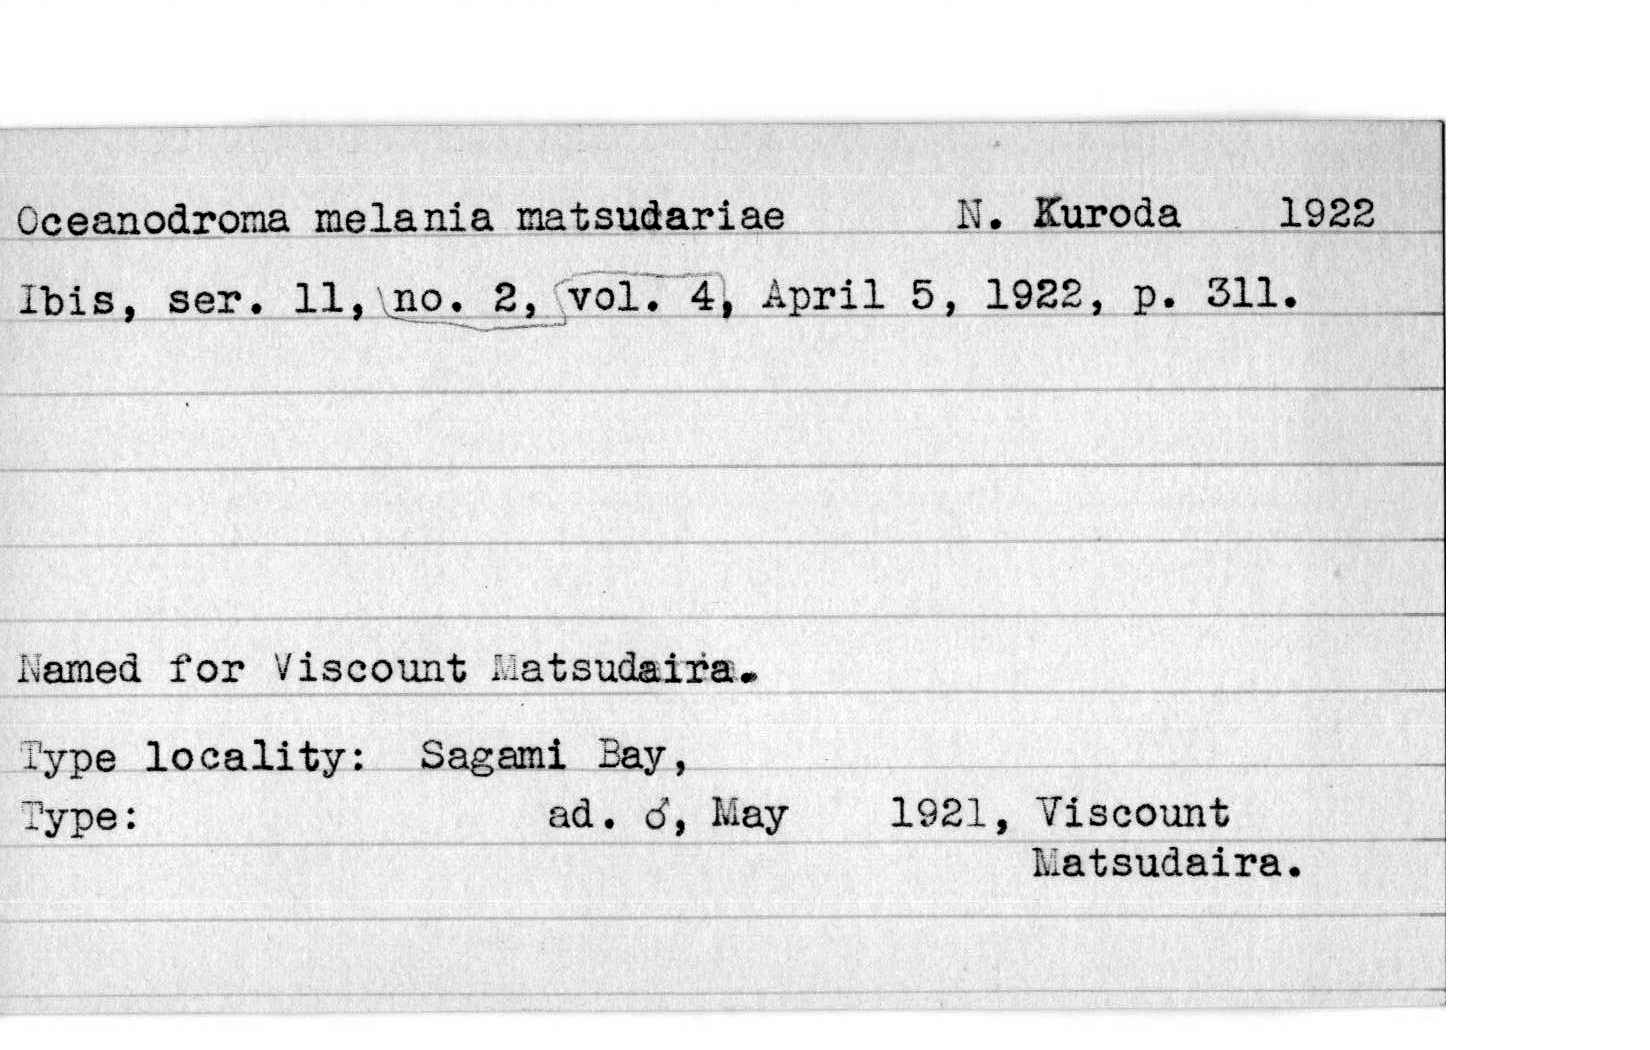 Oceanodroma melania matsudariae N. Kuroda 1922
Ibis, ser. 11, no. 2, vol. 4, April 5, 1922, p. 311.
Named for Viscount Matsudaira.
Type locality: Sagami Bay,
Type: ad. ♂, May 1921, Viscount
Matsudaira.